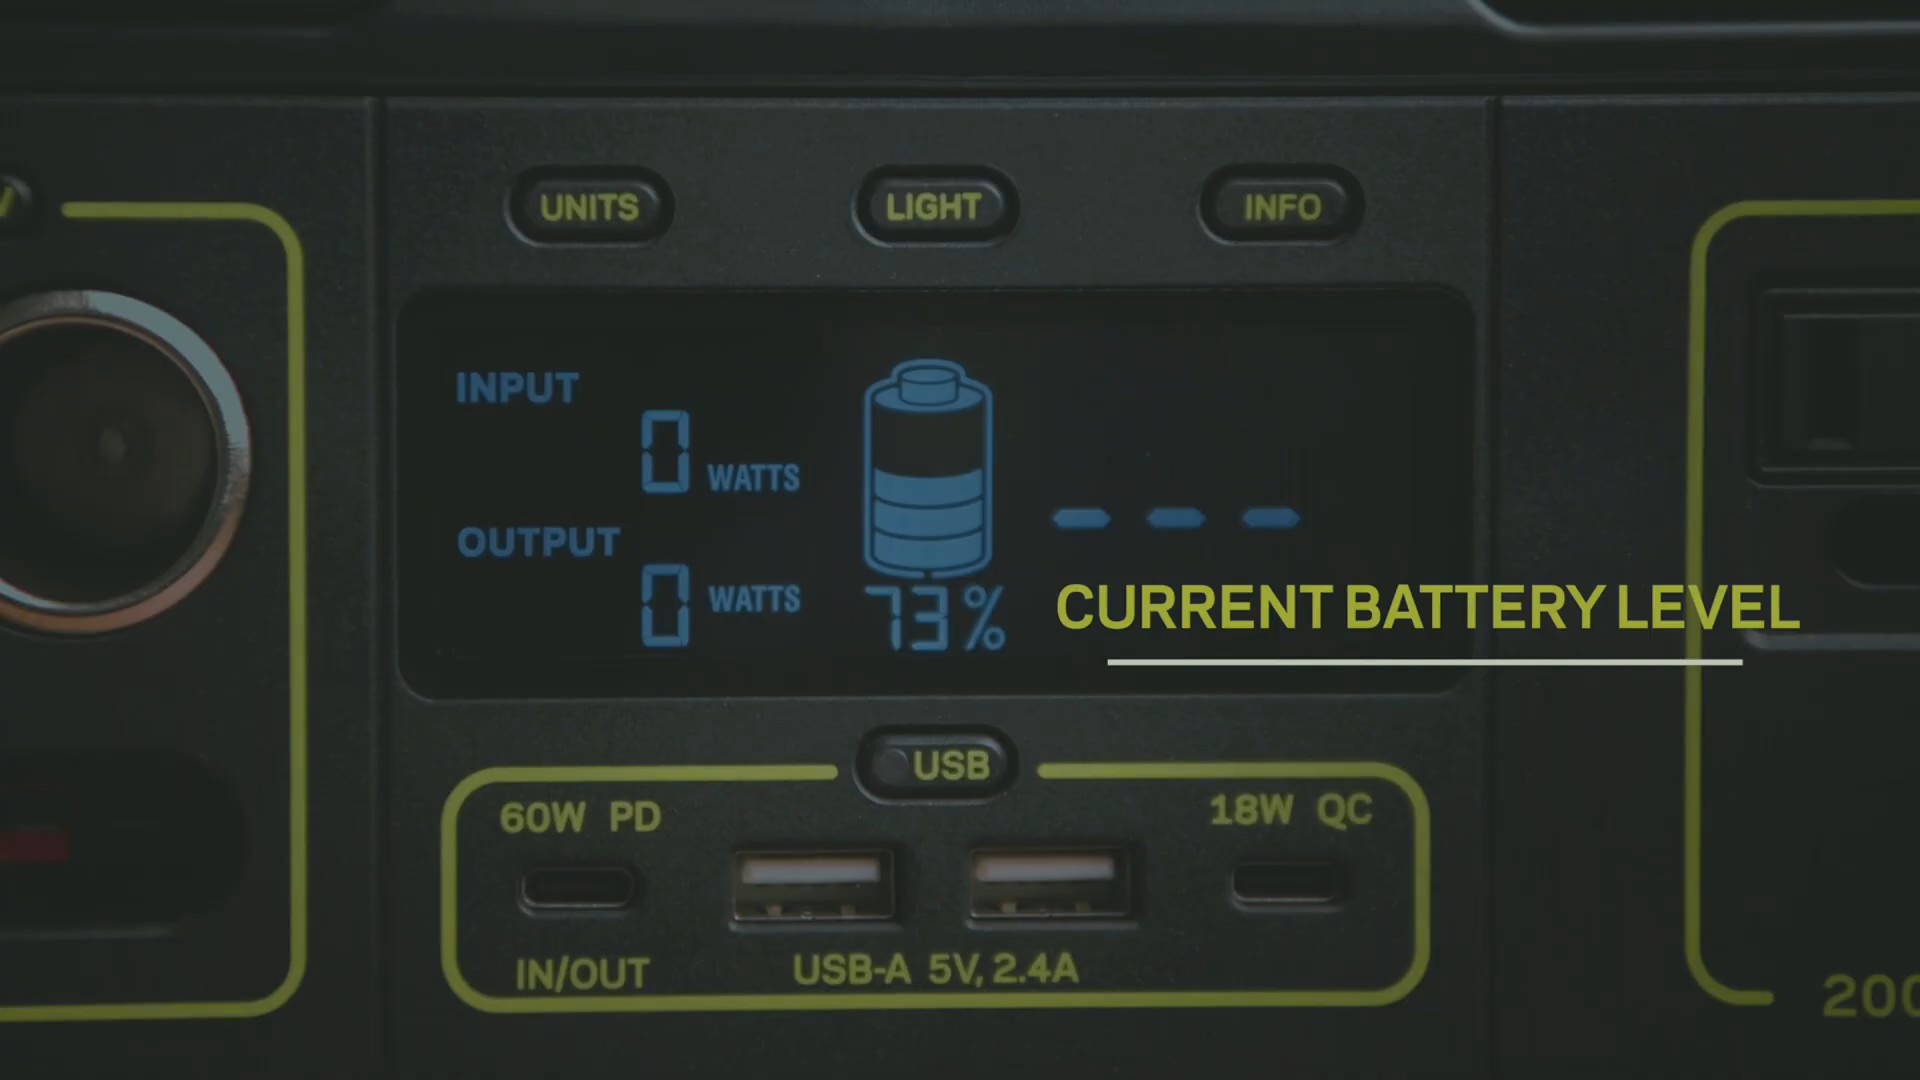 UNITS
LIGHT
INFO
INPUT
0 WATTS
OUTPUT
0 WATTS
73%
---
CURRENT BATTERY LEVEL
USB
60W PD
18W QC
IN/OUT
USB-A 5V, 2.4A